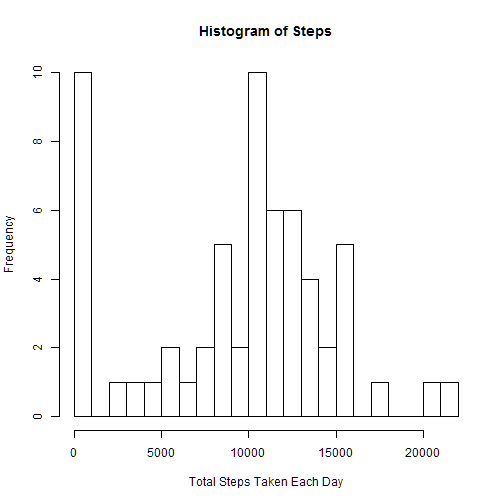 Histogram of Steps
Frequency
10
8
6
4
2
0
0 5000 10000 15000 20000
Total Steps Taken Each Day